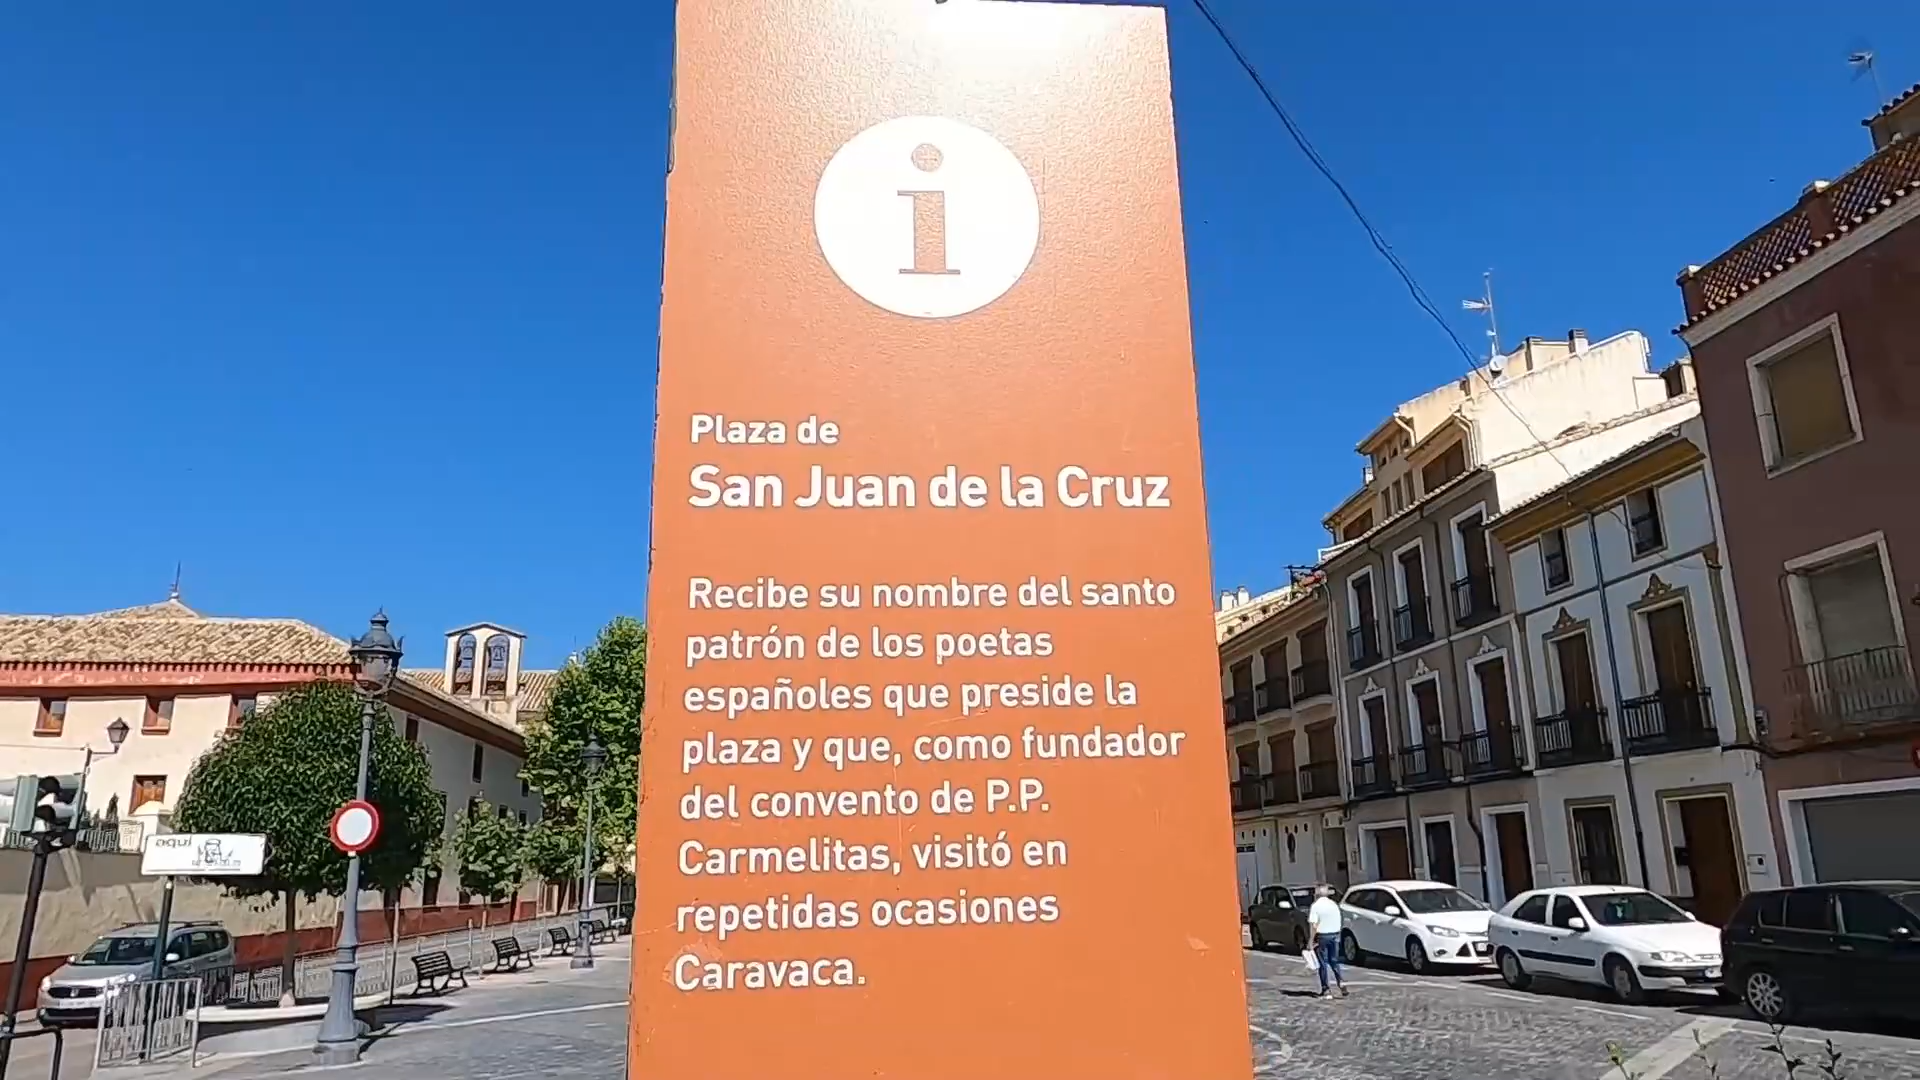 i
Plaza de
San Juan de la Cruz
Recibe su nombre del santo
patrón de los poetas
españoles que preside la
plaza y que, como fundador
del convento de P.P.
Carmelitas, visitó en
repetidas ocasiones
Caravaca.
aquí